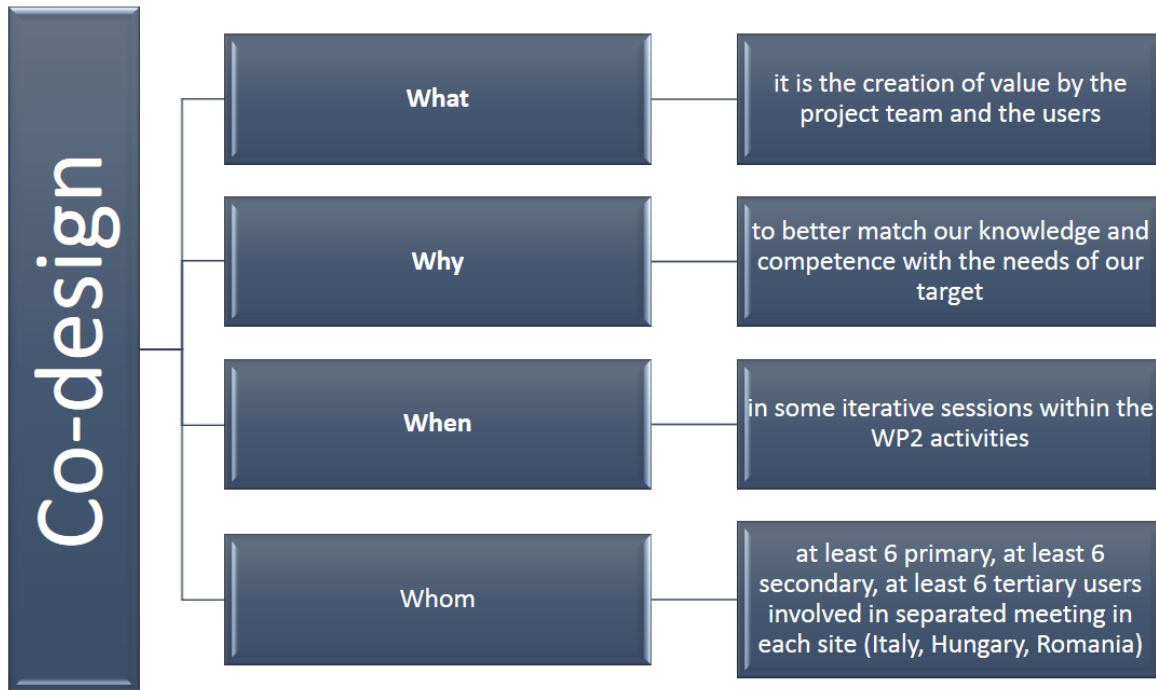 Co-design
What
it is the creation of value by the
project team and the users
Why
to better match our knowledge and
competence with the needs of our
target
When
in some iterative sessions within the
WP2 activities
Whom
at least 6 primary, at least 6
secondary, at least 6 tertiary users
involved in separated meeting in
each site (Italy, Hungary, Romania)